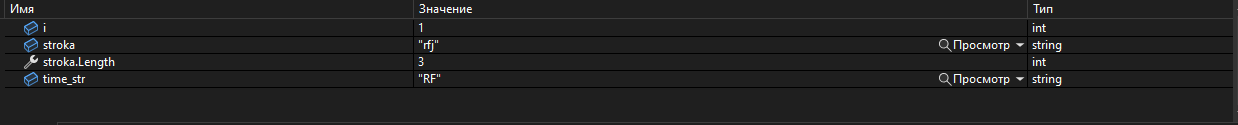 Имя Значение Тип
i 1 int
stroka "rfj" Просмотр string
stroka.Length 3 int
time_str "RF" Просмотр string